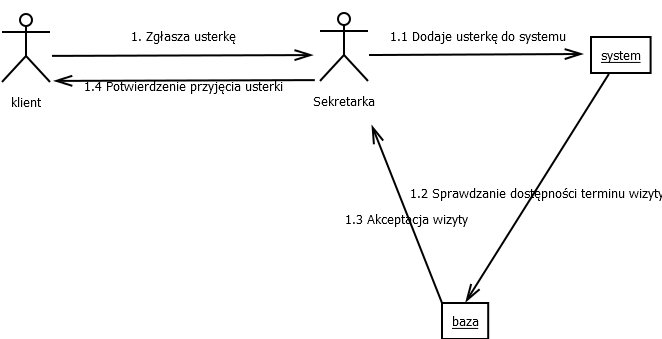 1. Zgłasza usterkę
1.1 Dodaje usterkę do systemu
system
1.4 Potwierdzenie przyjęcia usterki
klient
Sekretarka
1.2 Sprawdzanie dostępności terminu wizyty
1.3 Akceptacja wizyty
baza